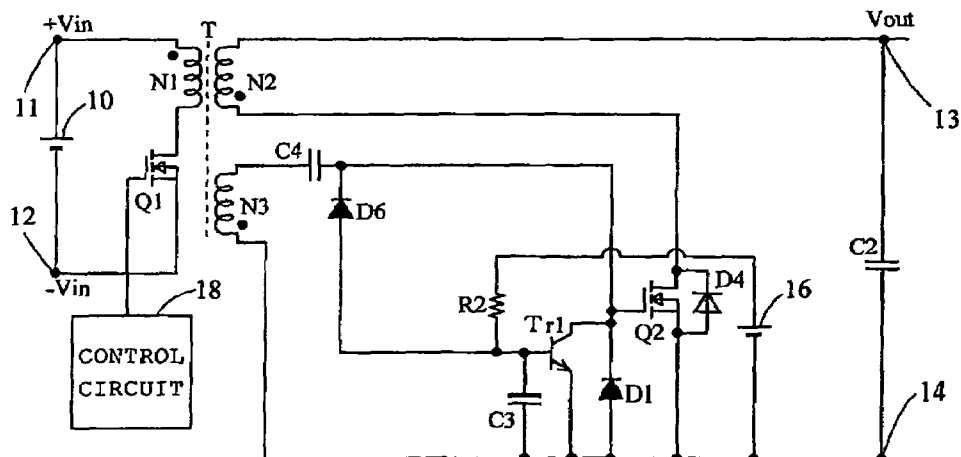 +Vin
T
Vout
N1
N2
11
10
13
C4
Q1
N3
D6
12
-Vin
C2
18
R2
D4
16
Tr1
Q2
CONTROL
CIRCUIT
C3
D1
14